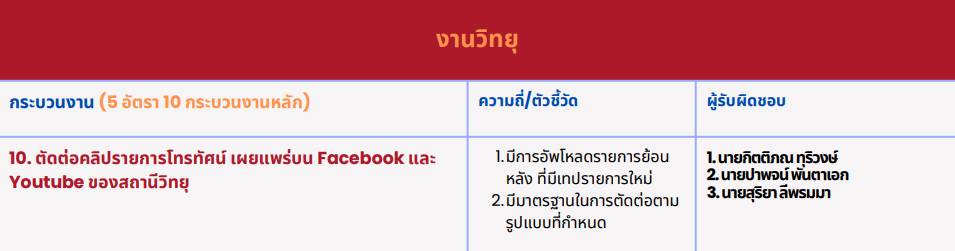 งานวิทยุ
กระบวนงาน (5 อัตรา 10 กระบวนงานหลัก)
ความถี่/ตัวชี้วัด
ผู้รับผิดชอบ
10. ตัดต่อคลิปรายการโทรทัศน์ เผยแพร่บน Facebook และ
Youtube ของสถานีวิทยุ
1. มีการอัพโหลดรายการย้อน
หลัง ที่มีเทปรายการใหม่
2. มีมาตรฐานในการตัดต่อตาม
รูปแบบที่กำหนด
1. นายกิตติภณ ทุริวงษ์
2. นายปาพจน์ พันตาเอก
3. นายสุริยา ลีพรมมา